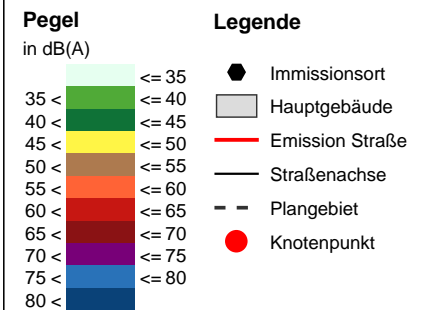 Pegel
in dB(A)
<= 35
35 < <= 40
40 < <= 45
45 < <= 50
50 < <= 55
55 < <= 60
60 < <= 65
65 < <= 70
70 < <= 75
75 < <= 80
80 <
Legende
Immissionsort
Hauptgebäude
Emission Straße
Straßenachse
Plangebiet
Knotenpunkt